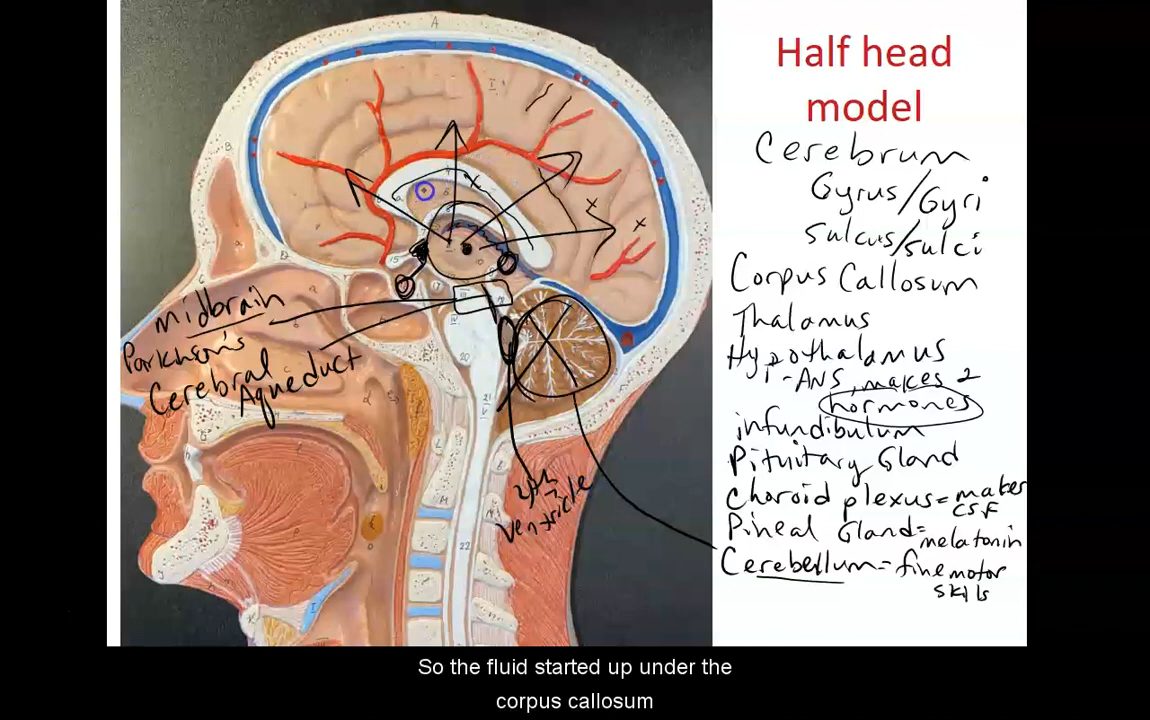 Half head
model
Cerebrum
Gyrus/Gyri
Sulcus/sulci
Corpus Callosum
Thalamus
Hypothalamus
-ANS, makes 2
hormones
infundibulum
Pituitary Gland
Choroid plexus = makes
CSF
Pineal Gland = melatonin
Cerebellum = fine motor
skills
midbrain
Parkinson's
Cerebral
Aqueduct
4th
ventricle
So the fluid started up under the
corpus callosum